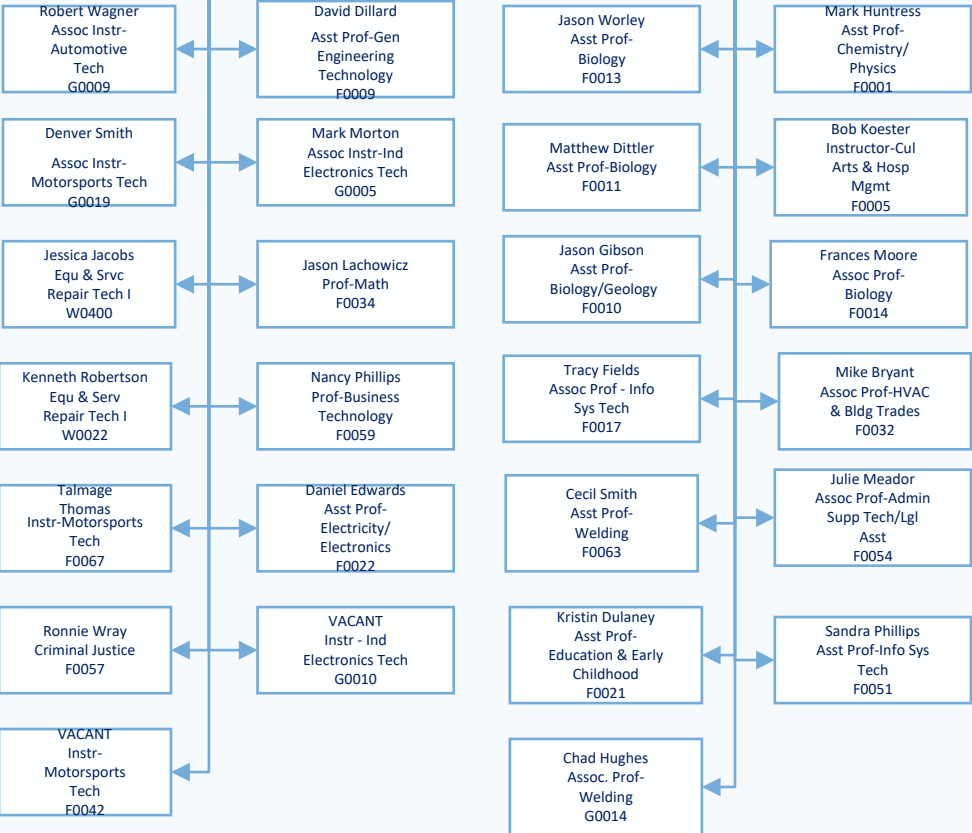 Robert Wagner
Assoc Instr-
Automotive
Tech
G0009
David Dillard
Asst Prof-Gen
Engineering
Technology
F0009
Jason Worley
Asst Prof-
Biology
F0013
Mark Huntress
Asst Prof-
Chemistry/
Physics
F0001
Denver Smith
Assoc Instr-
Motorsports Tech
G0019
Mark Morton
Assoc Instr-Ind
Electronics Tech
G0005
Matthew Dittler
Asst Prof-Biology
F0011
Bob Koester
Instructor-Cul
Arts & Hosp
Mgmt
F0005
Jessica Jacobs
Equ & Srvc
Repair Tech I
W0400
Jason Lachowicz
Prof-Math
F0034
Jason Gibson
Asst Prof-
Biology/Geology
F0010
Frances Moore
Assoc Prof-
Biology
F0014
Kenneth Robertson
Equ & Serv
Repair Tech I
W0022
Nancy Phillips
Prof-Business
Technology
F0059
Tracy Fields
Assoc Prof - Info
Sys Tech
F0017
Mike Bryant
Assoc Prof-HVAC
& Bldg Trades
F0032
Talmage
Thomas
Instr-Motorsports
Tech
F0067
Daniel Edwards
Asst Prof-
Electricity/
Electronics
F0022
Cecil Smith
Asst Prof-
Welding
F0063
Julie Meador
Assoc Prof-Admin
Supp Tech/Lgl
Asst
F0054
Ronnie Wray
Criminal Justice
F0057
VACANT
Instr - Ind
Electronics Tech
G0010
Kristin Dulaney
Asst Prof-
Education & Early
Childhood
F0021
Sandra Phillips
Asst Prof-Info Sys
Tech
F0051
VACANT
Instr-
Motorsports
Tech
F0042
Chad Hughes
Assoc. Prof-
Welding
G0014